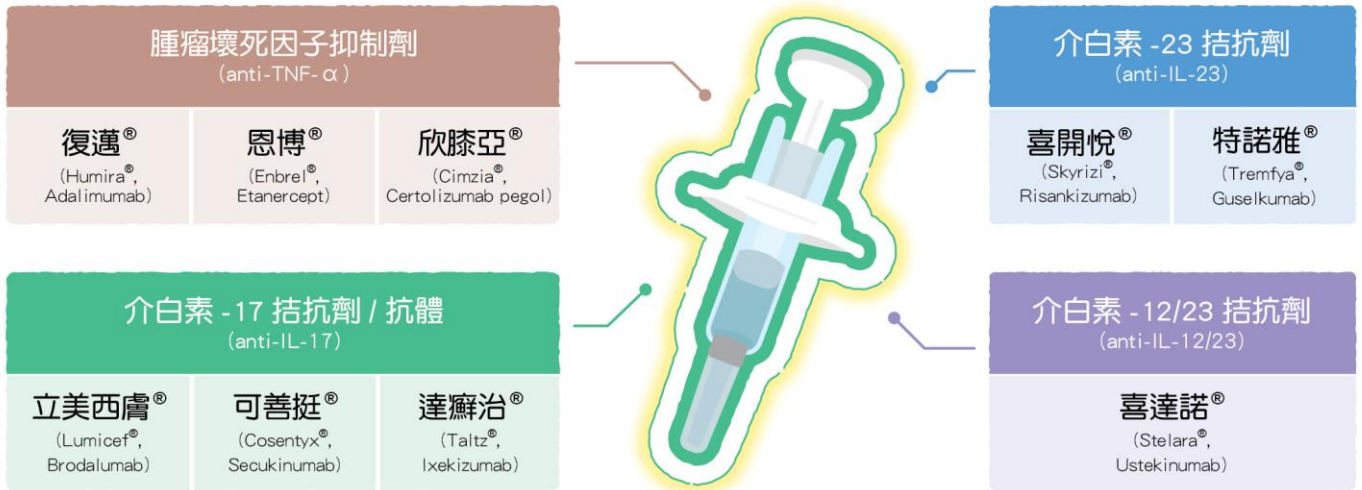 腫瘤壞死因子抑制劑
(anti-TNF-α)
復邁®
(Humira®,
Adalimumab)
恩博®
(Enbrel®,
Etanercept)
欣膝亞®
(Cimzia®,
Certolizumab pegol)
介白素 -23 拮抗劑
(anti-IL-23)
喜開悅®
(Skyrizi®,
Risankizumab)
特諾雅®
(Tremfya®,
Guselkumab)
介白素 -17 拮抗劑 / 抗體
(anti-IL-17)
立美西膚®
(Lumicef®,
Brodalumab)
可善挺®
(Cosentyx®,
Secukinumab)
達癬治®
(Taltz®,
Ixekizumab)
介白素 -12/23 拮抗劑
(anti-IL-12/23)
喜達諾®
(Stelara®,
Ustekinumab)